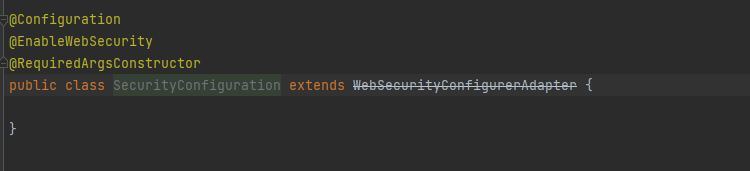 @Configuration
@EnableWebSecurity
@RequiredArgsConstructor
public class SecurityConfiguration extends WebSecurityConfigurerAdapter {
}